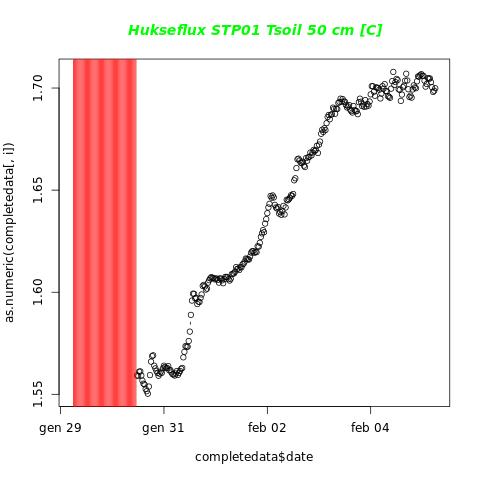 Hukseflux STP01 Tsoil 50 cm [C]
as.numeric(completedata[, i])
1.70
1.65
1.60
1.55
gen 29 gen 31 feb 02 feb 04
completedata$date